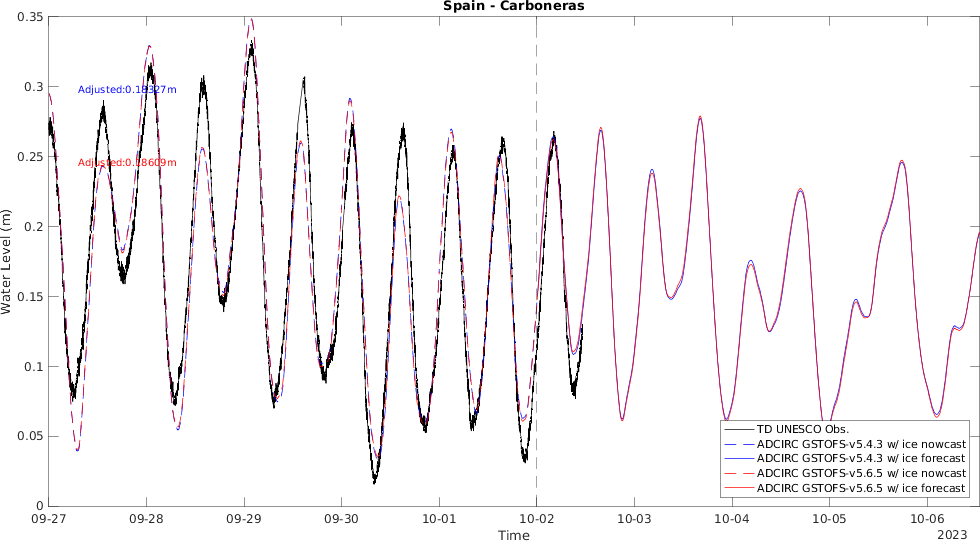 Spain - Carboneras
0.35
0.3
0.25
0.2
0.15
0.1
0.05
0
Water Level (m)
Adjusted:0.18327m
Adjusted:0.18609m
09-27 09-28 09-29 09-30 10-01 10-02 10-03 10-04 10-05 10-06
Time
2023
TD UNESCO Obs.
ADCIRC GSTOFS-v5.4.3 w/ ice nowcast
ADCIRC GSTOFS-v5.4.3 w/ ice forecast
ADCIRC GSTOFS-v5.6.5 w/ ice nowcast
ADCIRC GSTOFS-v5.6.5 w/ ice forecast